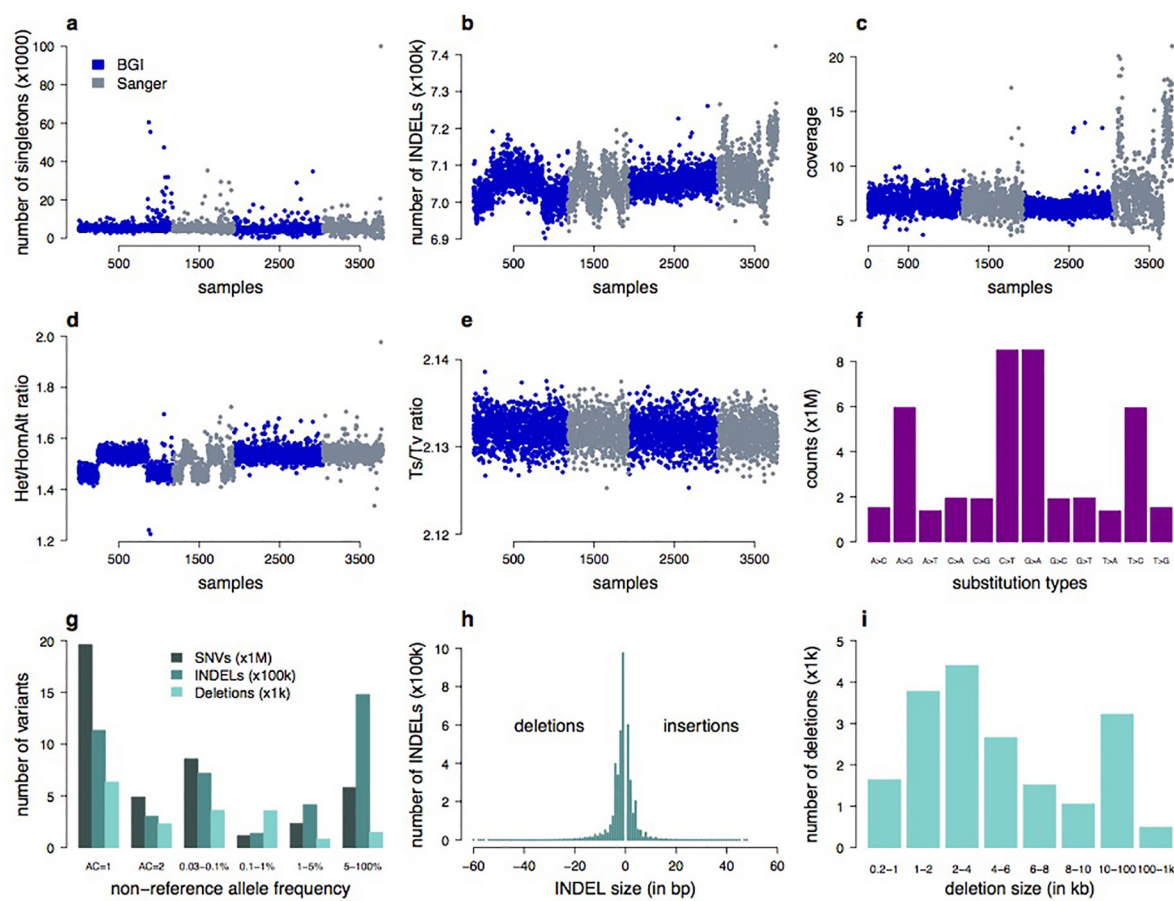 a
number of singletons (x1000)
100
80
60
40
20
0
BGI
Sanger
500 1500 2500 3500
samples
b
number of INDELs (x100k)
7.4
7.3
7.2
7.1
7.0
6.9
500 1500 2500 3500
samples
c
coverage
20
15
10
5
0 500 1500 2500 3500
samples
d
Het/HomAlt ratio
2.0
1.8
1.6
1.4
1.2
500 1500 2500 3500
samples
e
Ts/Tv ratio
2.14
2.13
2.12
500 1500 2500 3500
samples
f
counts (x1M)
8
6
4
2
0
A>C A>G A>T C>A C>G C>T G>A G>C G>T T>A T>C T>G
substitution types
g
number of variants
20
15
10
5
0
SNVs (x1M)
INDELs (x100k)
Deletions (x1k)
AC=1 AC=2 0.03−0.1% 0.1−1% 1−5% 5−100%
non−reference allele frequency
h
number of INDELs (x100k)
10
8
6
4
2
0
deletions insertions
−60 −40 −20 0 20 40 60
INDEL size (in bp)
i
number of deletions (x1k)
5
4
3
2
1
0
0.2−1 1−2 2−4 4−6 6−8 8−10 10−100 100−1k
deletion size (in kb)